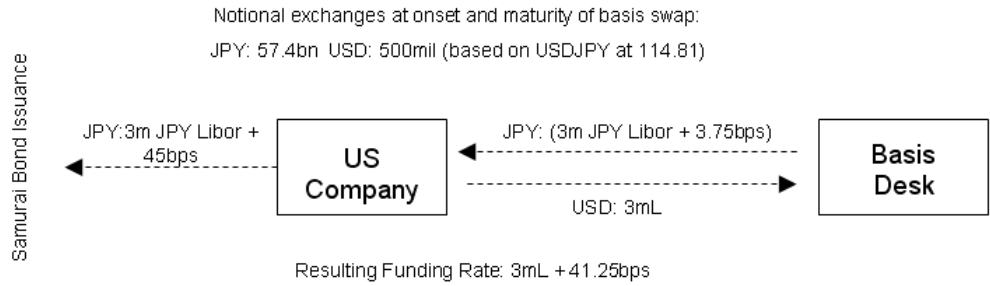 Notional exchanges at onset and maturity of basis swap:
JPY: 57.4bn USD: 500mil (based on USDJPY at 114.81)
Samurai Bond Issuance
JPY:3m JPY Libor +
45bps
US
Company
JPY: (3m JPY Libor + 3.75bps)
USD: 3mL
Basis
Desk
Resulting Funding Rate: 3mL + 41.25bps